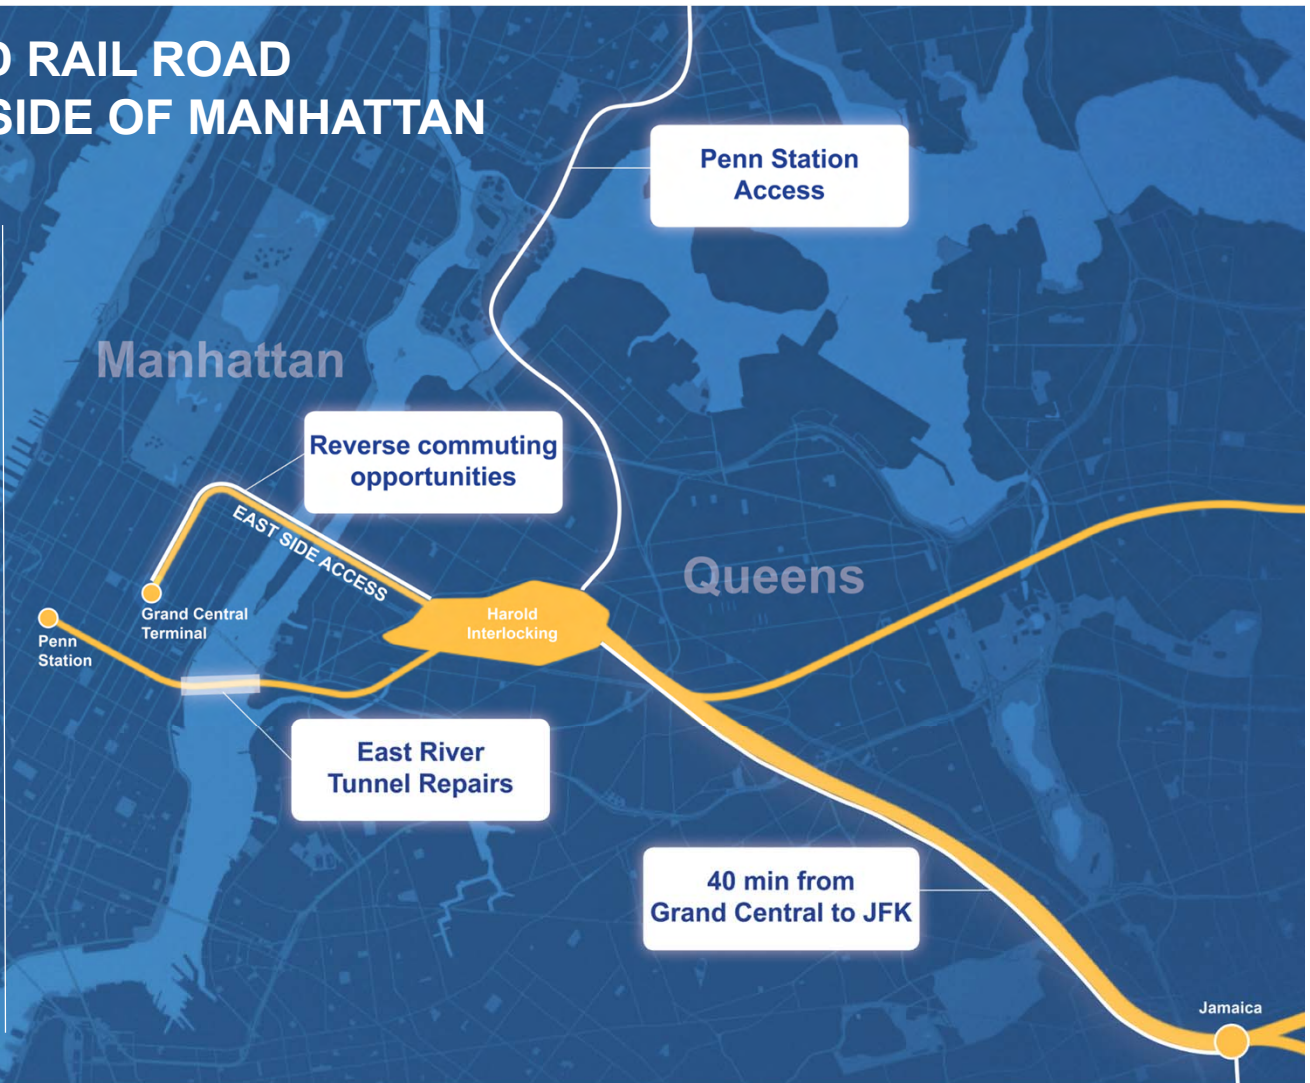 D RAIL ROAD
SIDE OF MANHATTAN
Penn Station
Access
Manhattan
Reverse commuting
opportunities
EAST SIDE ACCESS
Queens
Grand Central
Terminal
Harold
Interlocking
Penn
Station
East River
Tunnel Repairs
40 min from
Grand Central to JFK
Jamaica